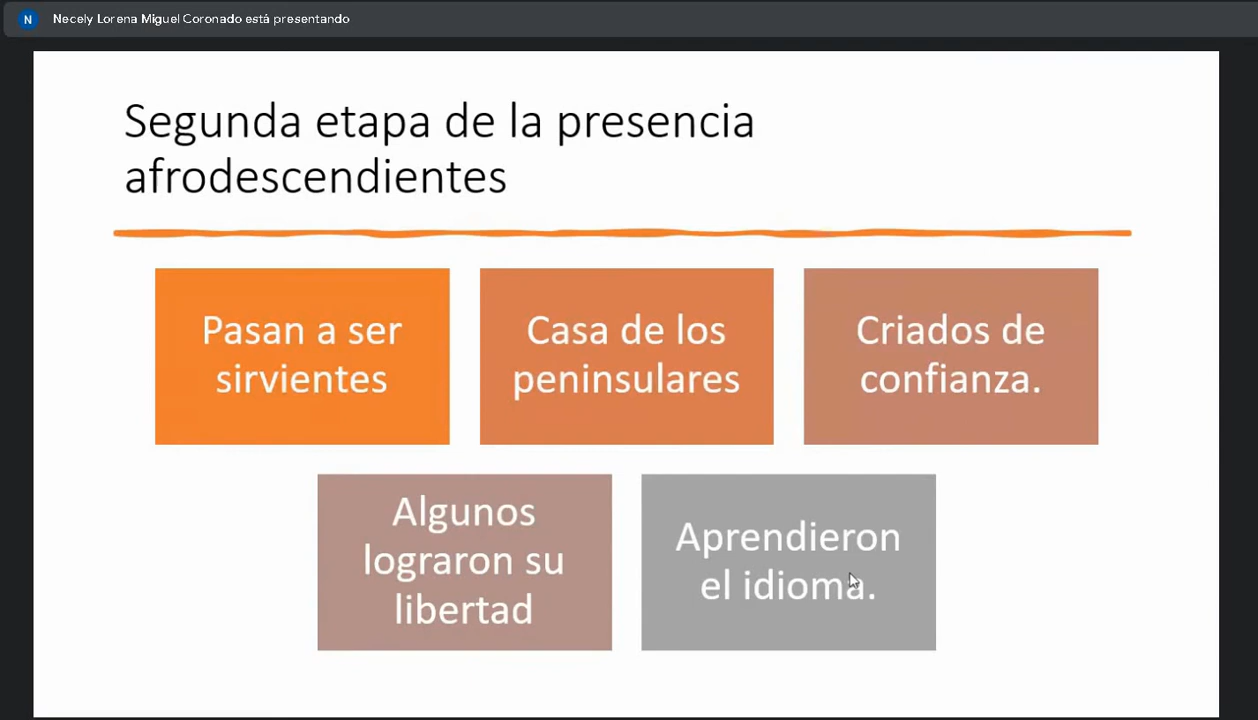 N
Necely Lorena Miguel Coronado está presentando
Segunda etapa de la presencia
afrodescendientes
Pasan a ser
sirvientes
Casa de los
peninsulares
Criados de
confianza.
Algunos
lograron su
libertad
Aprendieron
el idioma.